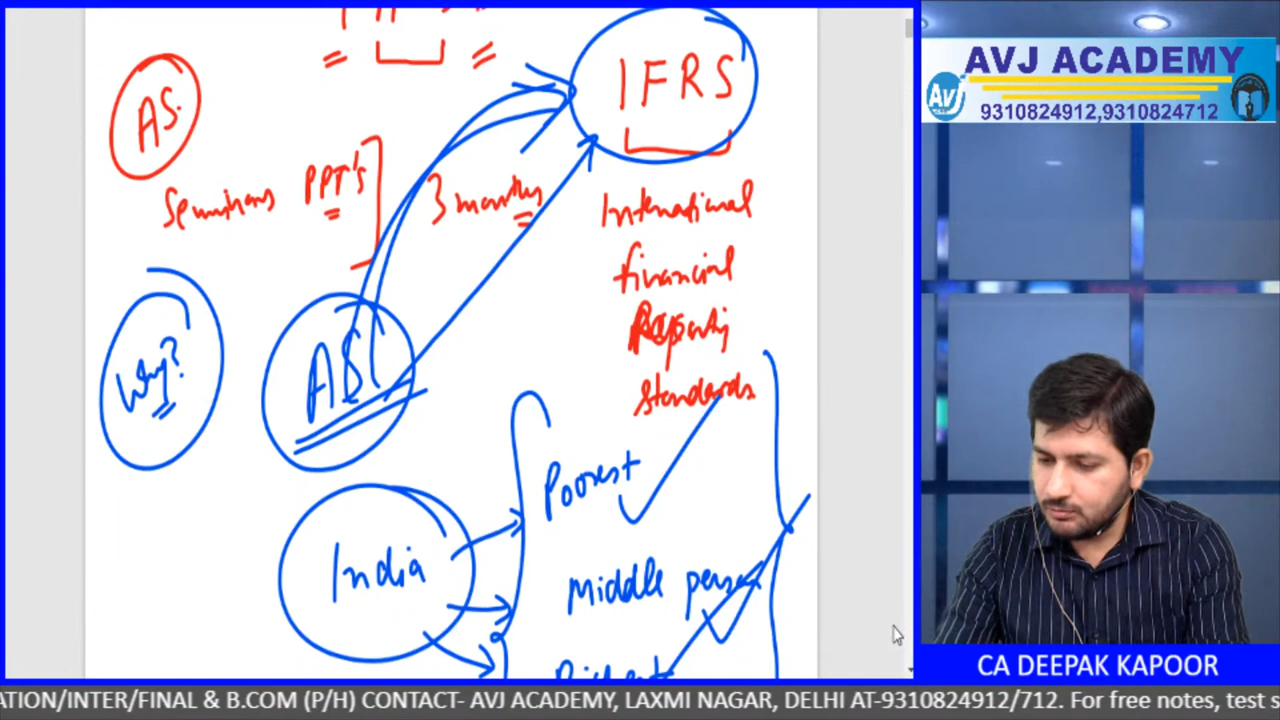 AS
IFRS
Seminars PPT's
3 months
International
financial
Reporting
standards
Why?
AS
India
Poorest
Middle person
AVJ ACADEMY
AVJ
9310824912,9310824712
CA DEEPAK KAPOOR
ATION/INTER/FINAL & B.COM (P/H) CONTACT- AVJ ACADEMY, LAXMI NAGAR, DELHI AT-9310824912/712. For free notes, test s